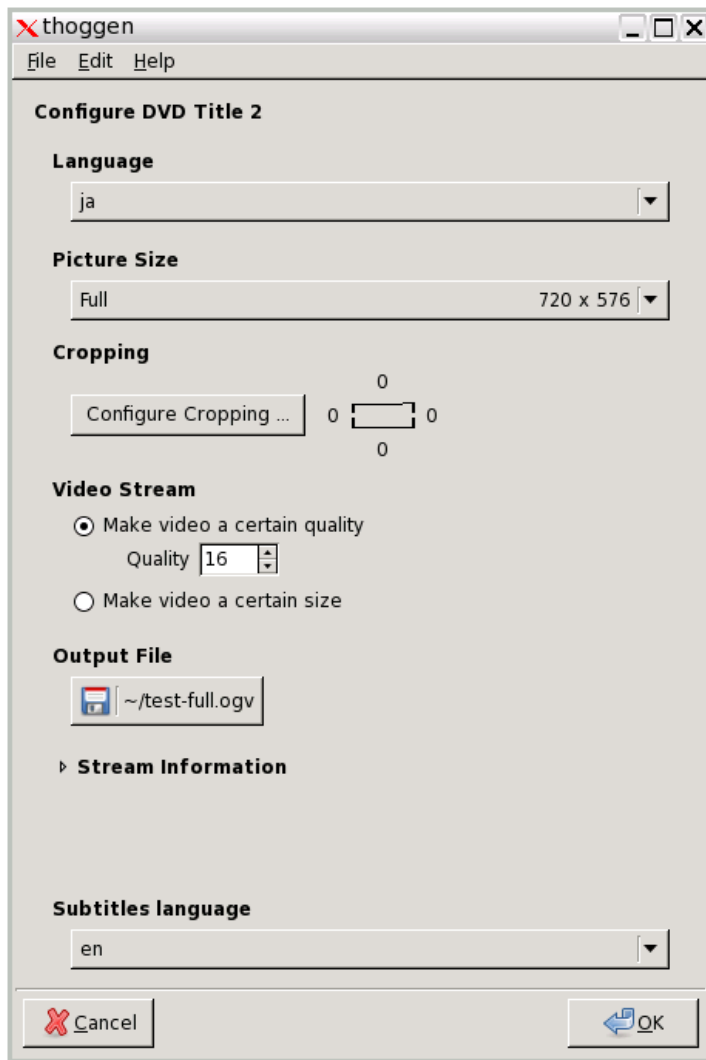 thoggen
File Edit Help
Configure DVD Title 2
Language
ja
Picture Size
Full 720 x 576
Cropping
0
Configure Cropping ... 0 0
0
Video Stream
Make video a certain quality
Quality 16
Make video a certain size
Output File
~/test-full.ogv
Stream Information
Subtitles language
en
Cancel OK